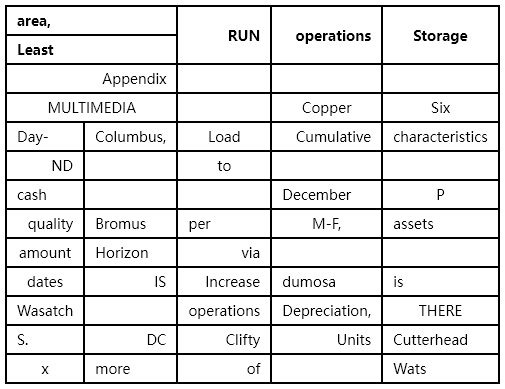 area, RUN operations Storage
Least
Appendix
MULTIMEDIA Copper Six
Day- Columbus, Load Cumulative characteristics
ND to
cash December P
quality Bromus per M-F, assets
amount Horizon via
dates IS Increase dumosa is
Wasatch operations Depreciation, THERE
S. DC Clifty Units Cutterhead
x more of Wats